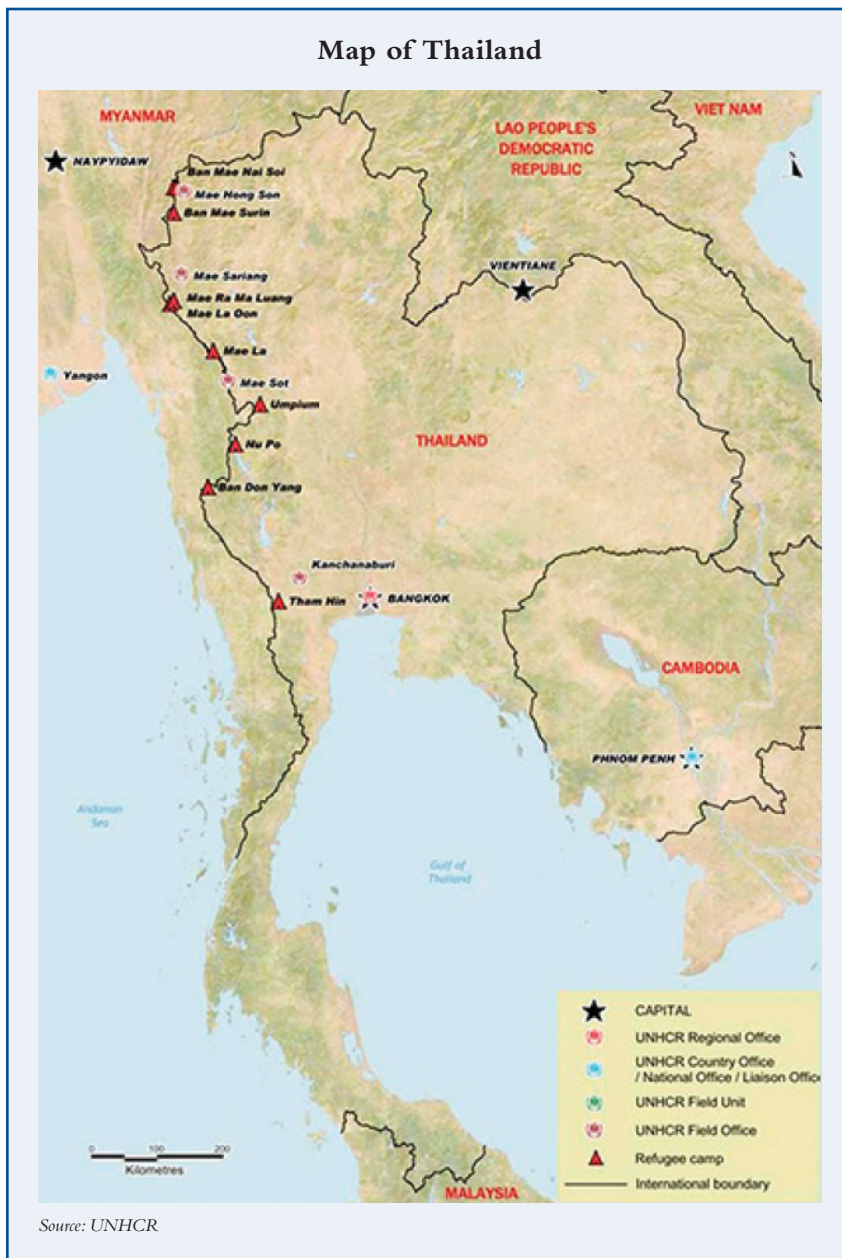 Map of Thailand
MYANMAR
VIET NAM
LAO PEOPLE'S
DEMOCRATIC
REPUBLIC
NAYPYIDAW
Ban Mae Nai Soi
Mae Hong Son
Ban Mae Surin
VIENTIANE
Mae Sariang
Mae Ra Ma Luang
Mae La Oon
Mae La
Yangon
Mae Sot
Umpium
THAILAND
Nu Po
Ban Don Yang
Kanchanaburi
Tham Hin
BANGKOK
CAMBODIA
PHNOM PENH
Andaman
Sea
Gulf of
Thailand
CAPITAL
UNHCR Regional Office
UNHCR Country Office
/ National Office / Liaison Office
UNHCR Field Unit
UNHCR Field Office
Refugee camp
International boundary
0 100 200
Kilometres
MALAYSIA
Source: UNHCR